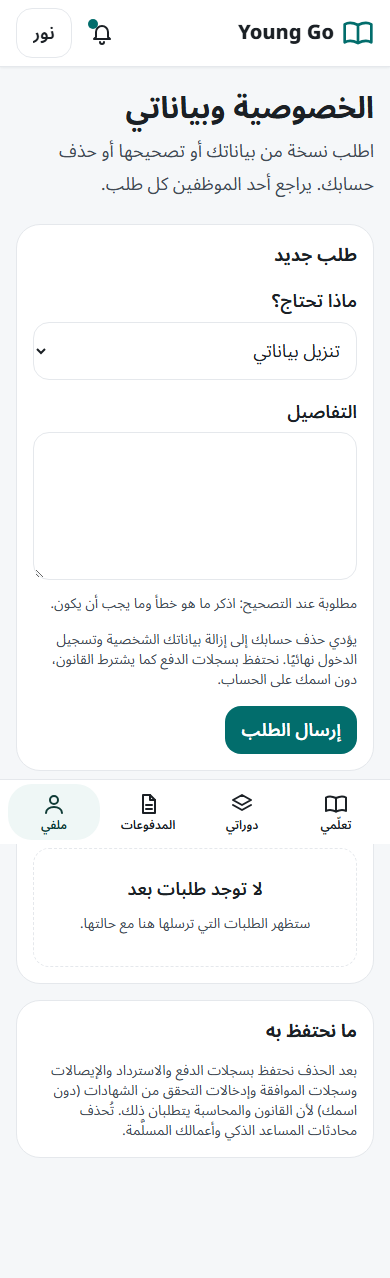 Young Go
نور
الخصوصية وبياناتي
اطلب نسخة من بياناتك أو تصحيحها أو حذف
حسابك. يراجع أحد الموظفين كل طلب.
طلب جديد
ماذا تحتاج؟
تنزيل بياناتي
التفاصيل
مطلوبة عند التصحيح: اذكر ما هو خطأ وما يجب أن يكون.
يؤدي حذف حسابك إلى إزالة بياناتك الشخصية وتسجيل
الدخول نهائيًا. نحتفظ بسجلات الدفع كما يشترط القانون،
دون اسمك على الحساب.
إرسال الطلب
تعلّمي
دوراتي
المدفوعات
ملفي
لا توجد طلبات بعد
ستظهر الطلبات التي ترسلها هنا مع حالتها.
ما نحتفظ به
بعد الحذف نحتفظ بسجلات الدفع والاسترداد والإيصالات
وسجلات الموافقة وإدخالات التحقق من الشهادات (دون
اسمك) لأن القانون والمحاسبة يتطلبان ذلك. تُحذف
محادثات المساعد الذكي وأعمالك المسلَّمة.